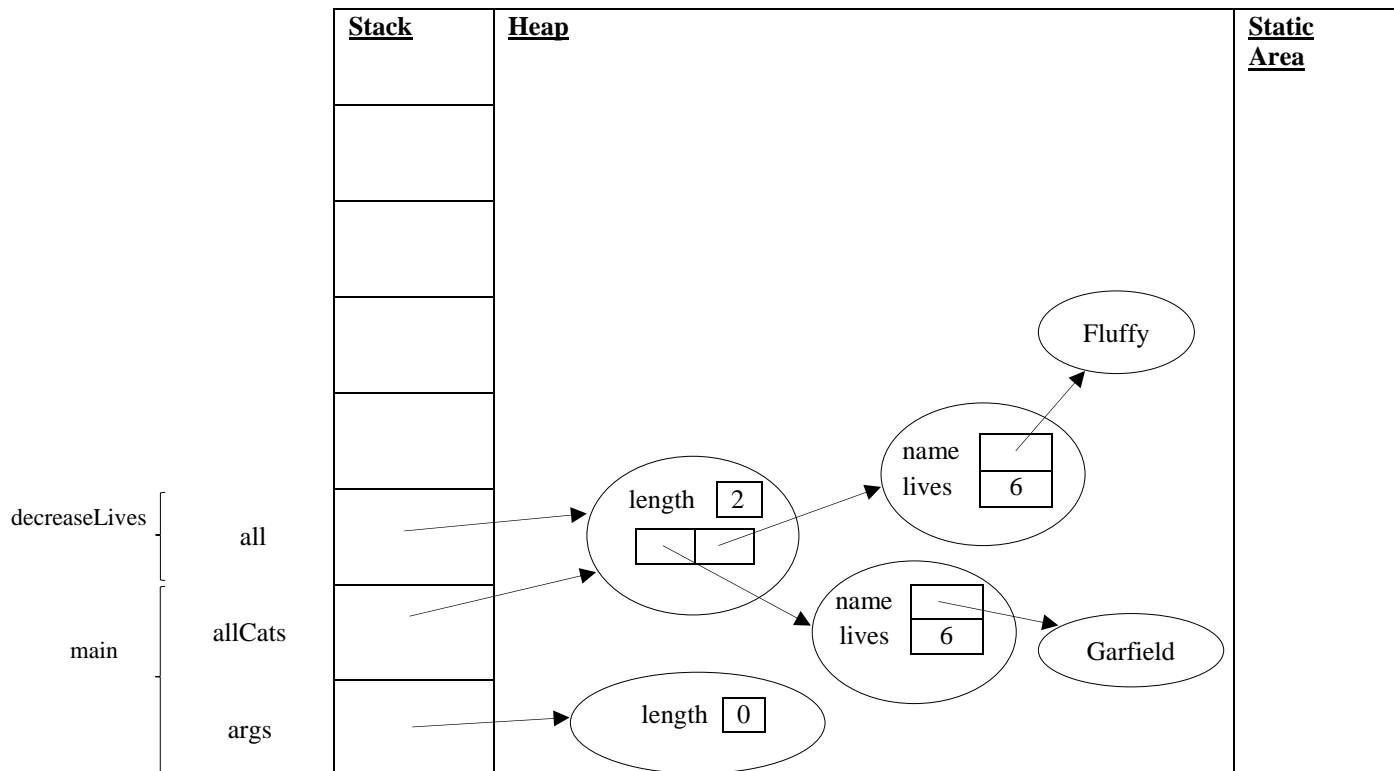 Stack
Heap
Static
Area
Fluffy
name
lives
6
length
2
decreaseLives
all
name
lives
6
allCats
Garfield
main
length
0
args